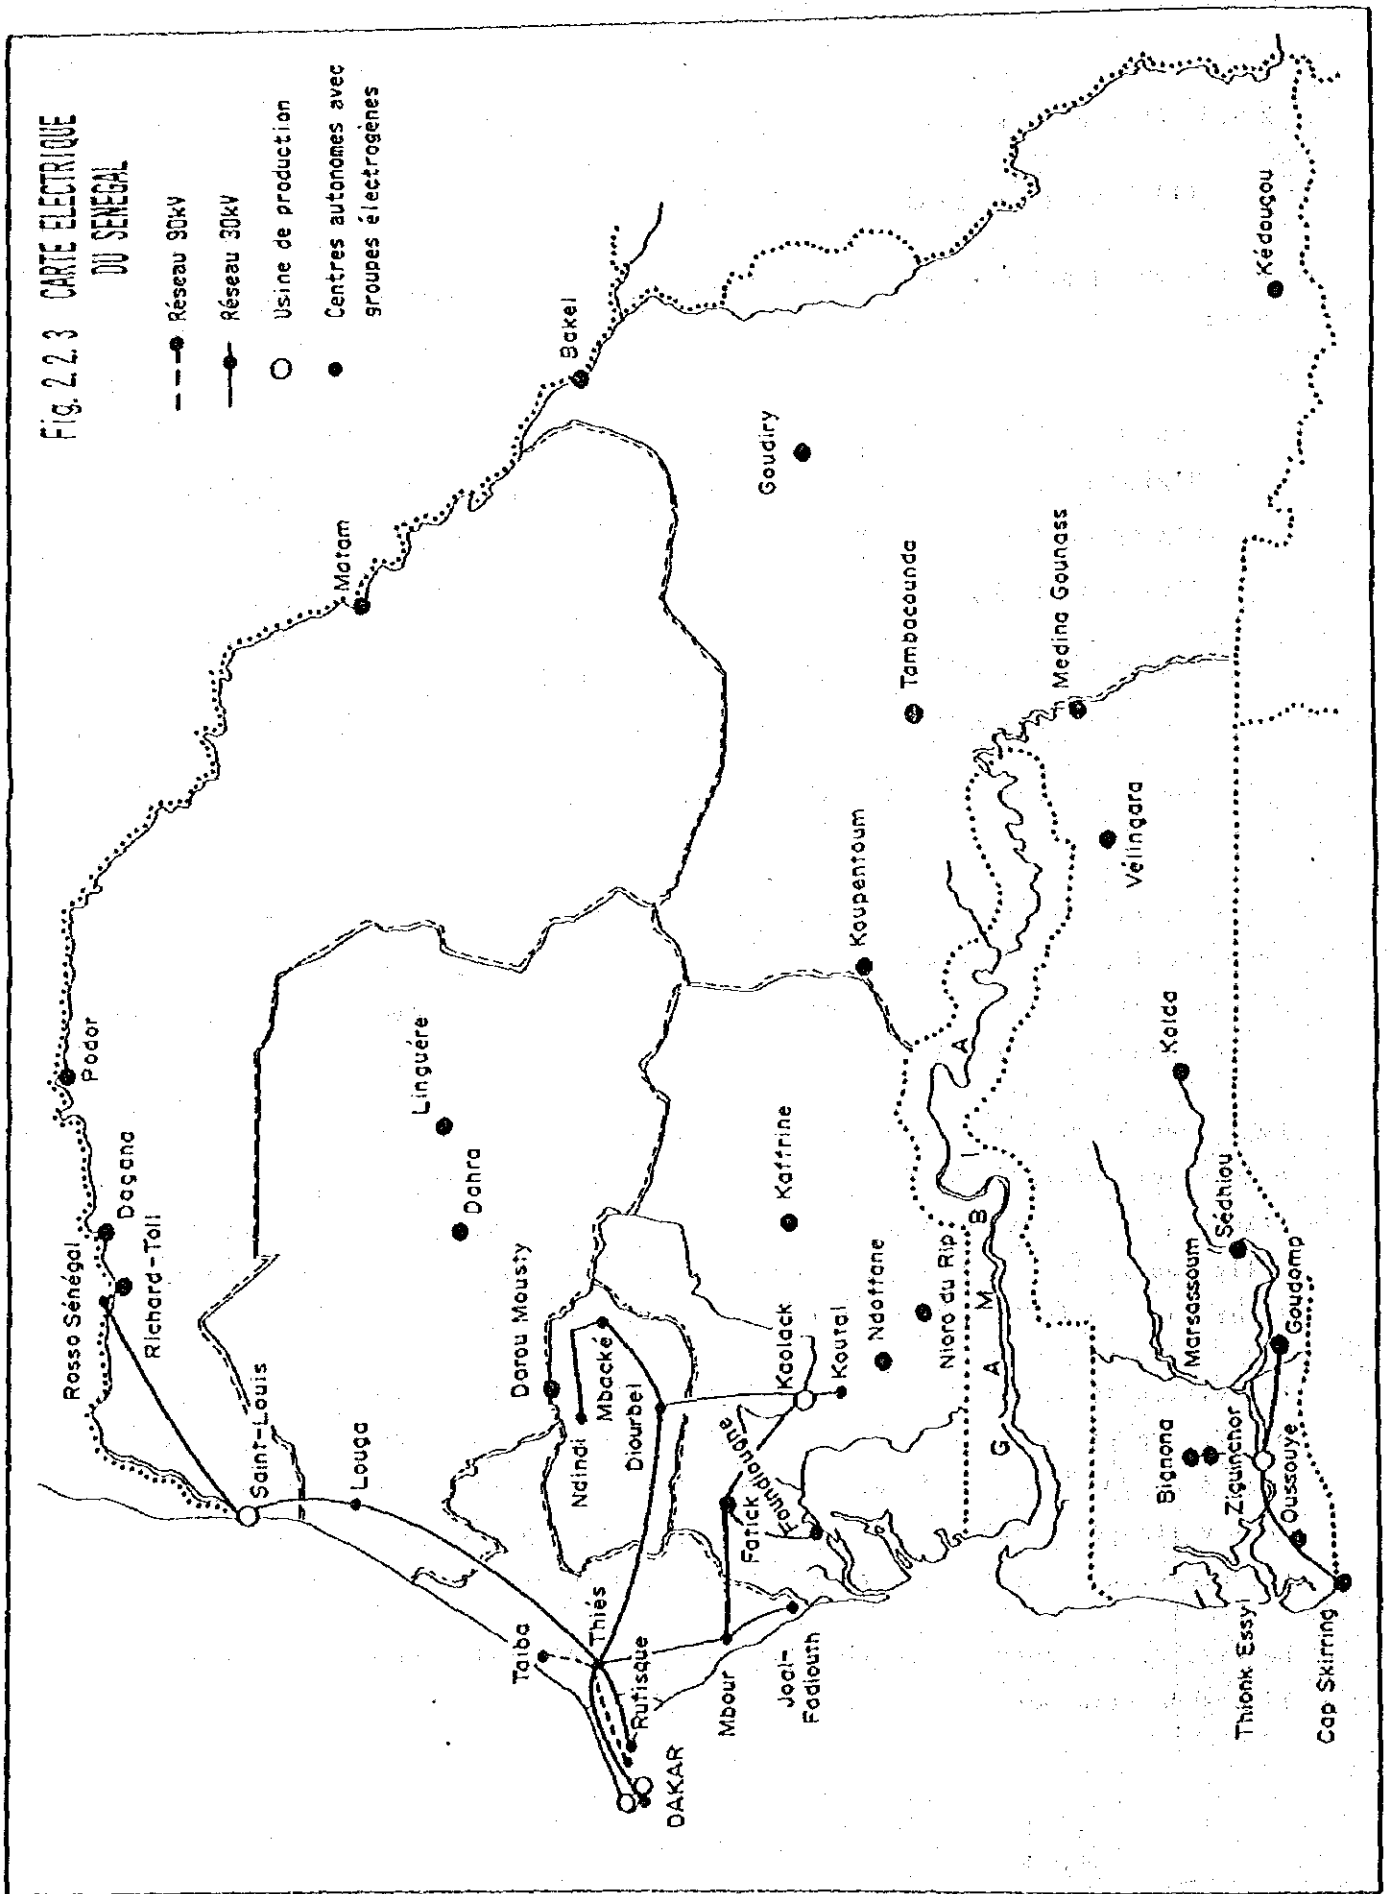 Fig. 2.2.3 CARTE ELECTRIQUE
DU SENEGAL
Réseau 90kV
Réseau 30kV
Usine de production
Centres autonomes avec
groupes électrogènes
Rosso Sénégal
Dagana
Podor
Richard-Toll
Saint-Louis
Louga
Matam
Bakel
Linguère
Dahra
Darou Mousty
Ndindi
Mbacké
Diourbel
Taiba
Thiès
Rufisque
DAKAR
Mbour
Joal-
Fadiouth
Fatick
Foundiougne
Kaolack
Koutal
Kaffrine
Ndoffane
Nioro du Rip
Koupentoum
Goudiry
Tambacounda
Medina Gounass
Vélingara
Kédougou
GAMBIA
Kolda
Sédhiou
Marsassoum
Goudomp
Bignona
Ziguinchor
Oussouye
Thionk Essyl
Cap Skirring